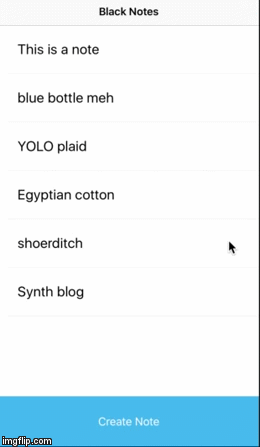 Black Notes
This is a note
blue bottle meh
YOLO plaid
Egyptian cotton
shoerditch
Synth blog
Create Note
imgflip.com